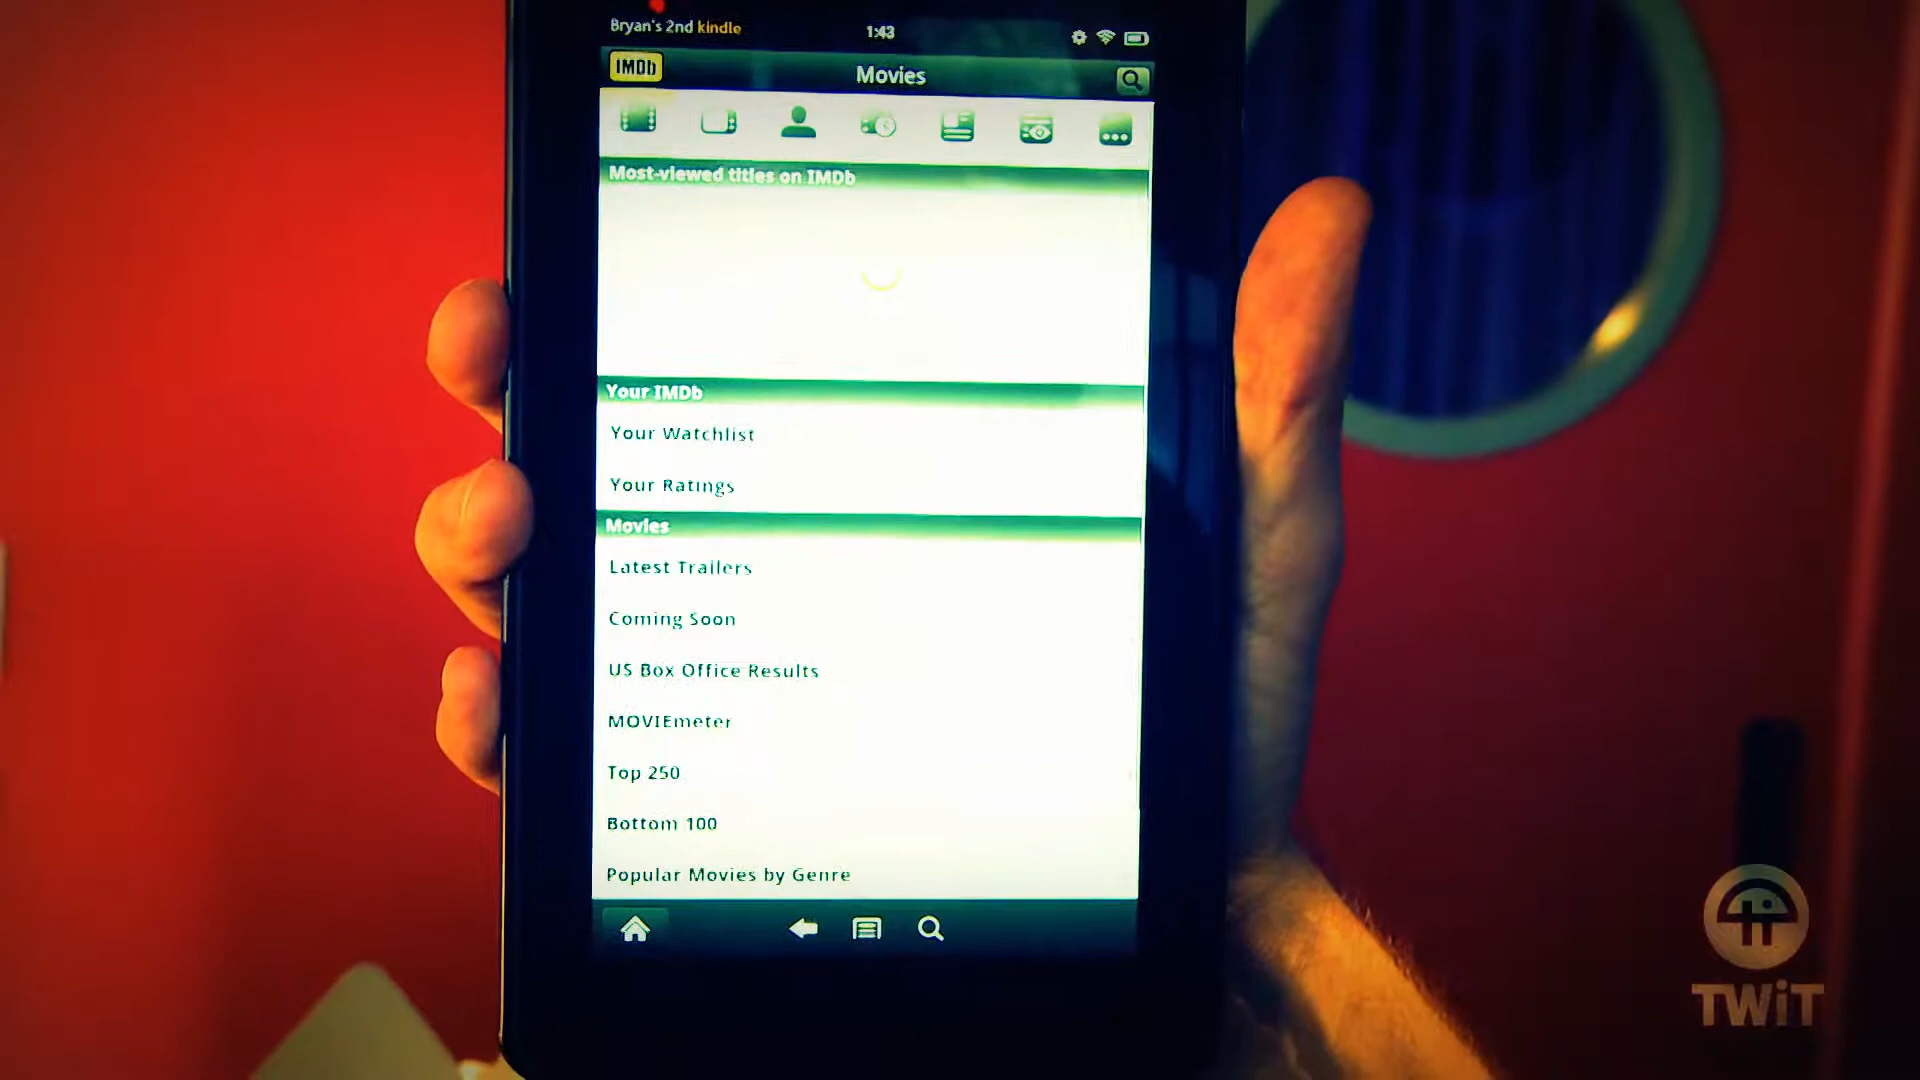 Bryan's 2nd kindle
1:43
IMDb
Movies
Most-viewed titles on IMDb
Your IMDb
Your Watchlist
Your Ratings
Movies
Latest Trailers
Coming Soon
US Box Office Results
MOVIEmeter
Top 250
Bottom 100
Popular Movies by Genre
TWiT